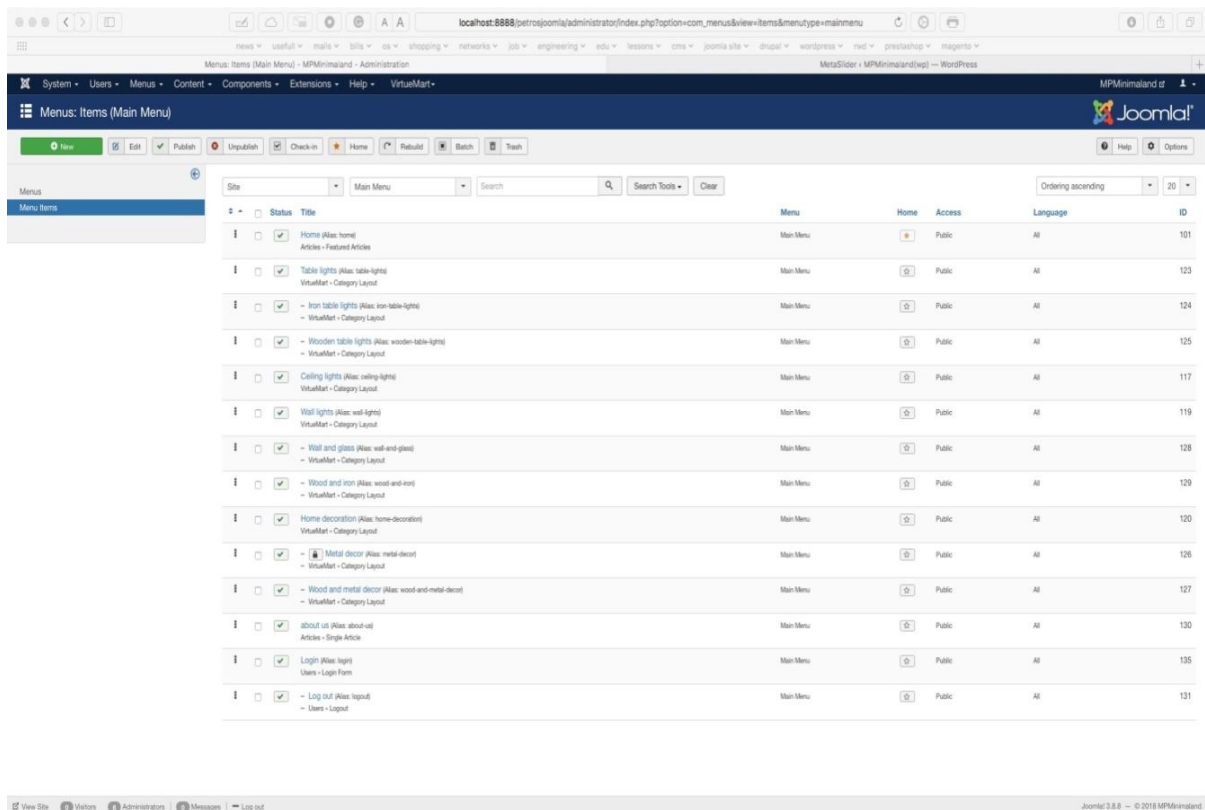 localhost:8888/petrosjoomla/administrator/index.php?option=com_menus&view=items&menutype=mainmenu
news usefull mails bills os shopping networks job engineering edu lessons cms joomla site drupal wordpress rwd prestashop magento
Menus: Items (Main Menu) - MPMinimaland - Administration MetaSlider ‹ MPMinimaland(wp) — WordPress
System Users Menus Content Components Extensions Help VirtueMart MPMinimaland
Menus: Items (Main Menu) Joomla!
New Edit Publish Unpublish Check-in Home Rebuild Batch Trash Help Options
Menus
Menu Items
Site Main Menu Search Search Tools Clear Ordering ascending 20
Status Title Menu Home Access Language ID
Home (Alias: home) Main Menu Public All 101
Articles » Featured Articles
Table lights (Alias: table-lights) Main Menu Public All 123
VirtueMart » Category Layout
– Iron table lights (Alias: iron-table-lights) Main Menu Public All 124
– VirtueMart » Category Layout
– Wooden table lights (Alias: wooden-table-lights) Main Menu Public All 125
– VirtueMart » Category Layout
Ceiling lights (Alias: ceiling-lights) Main Menu Public All 117
VirtueMart » Category Layout
Wall lights (Alias: wall-lights) Main Menu Public All 119
VirtueMart » Category Layout
– Wall and glass (Alias: wall-and-glass) Main Menu Public All 128
– VirtueMart » Category Layout
– Wood and iron (Alias: wood-and-iron) Main Menu Public All 129
– VirtueMart » Category Layout
Home decoration (Alias: home-decoration) Main Menu Public All 120
VirtueMart » Category Layout
– Metal decor (Alias: metal-decor) Main Menu Public All 126
– VirtueMart » Category Layout
– Wood and metal decor (Alias: wood-and-metal-decor) Main Menu Public All 127
– VirtueMart » Category Layout
about us (Alias: about-us) Main Menu Public All 130
Articles » Single Article
Login (Alias: login) Main Menu Public All 135
Users » Login Form
– Log out (Alias: logout) Main Menu Public All 131
– Users » Logout
View Site 0 Visitors Administrators 0 Messages Log out Joomla! 3.8.8 — © 2018 MPMinimaland